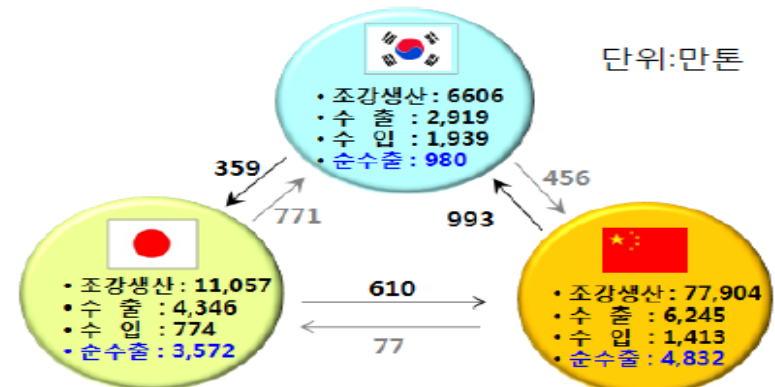 단위:만톤
• 조강생산 : 6606
• 수 출 : 2,919
• 수 입 : 1,939
• 순수출 : 980
359
771
456
993
• 조강생산 : 11,057
• 수 출 : 4,346
• 수 입 : 774
• 순수출 : 3,572
610
77
• 조강생산 : 77,904
• 수 출 : 6,245
• 수 입 : 1,413
• 순수출 : 4,832